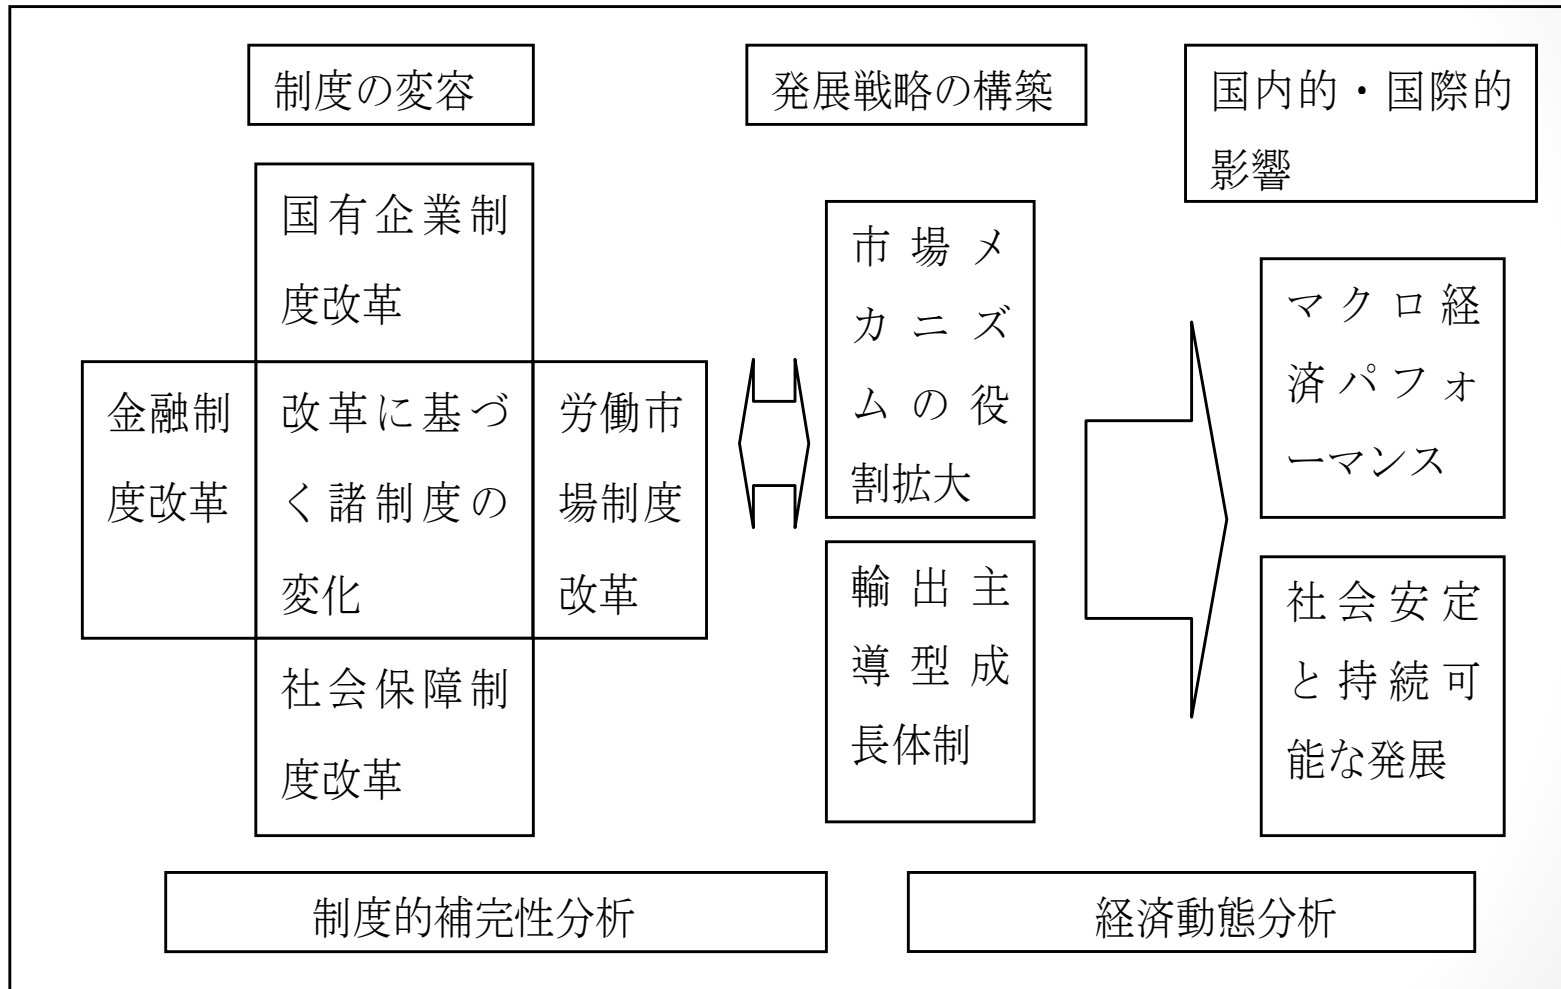 制度の変容
発展戦略の構築
国内的・国際的
影響
国有企業制
度改革
金融制
度改革
改革に基づ
く諸制度の
変化
労働市
場制度
改革
社会保障制
度改革
市場メ
カニズ
ムの役
割拡大
輸出主
導型成
長体制
マクロ経
済パフォ
ーマンス
社会安定
と持続可
能な発展
制度的補完性分析
経済動態分析